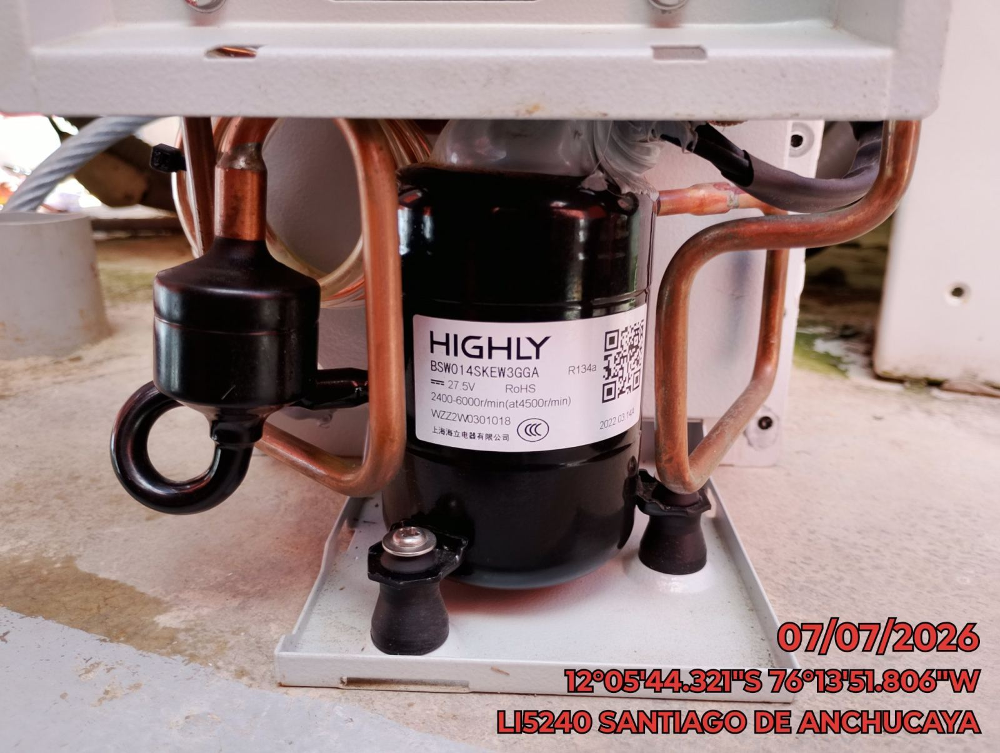 HIGHLY
BSW014SKEW3GGA R134a
27.5V RoHS
2400-6000r/min(at4500r/min)
WZZ2W0301018 CCC 2022.03.14A
上海海立电器有限公司
07/07/2026
12°05'44.321"S 76°13'51.806"W
LI5240 SANTIAGO DE ANCHUCAYA